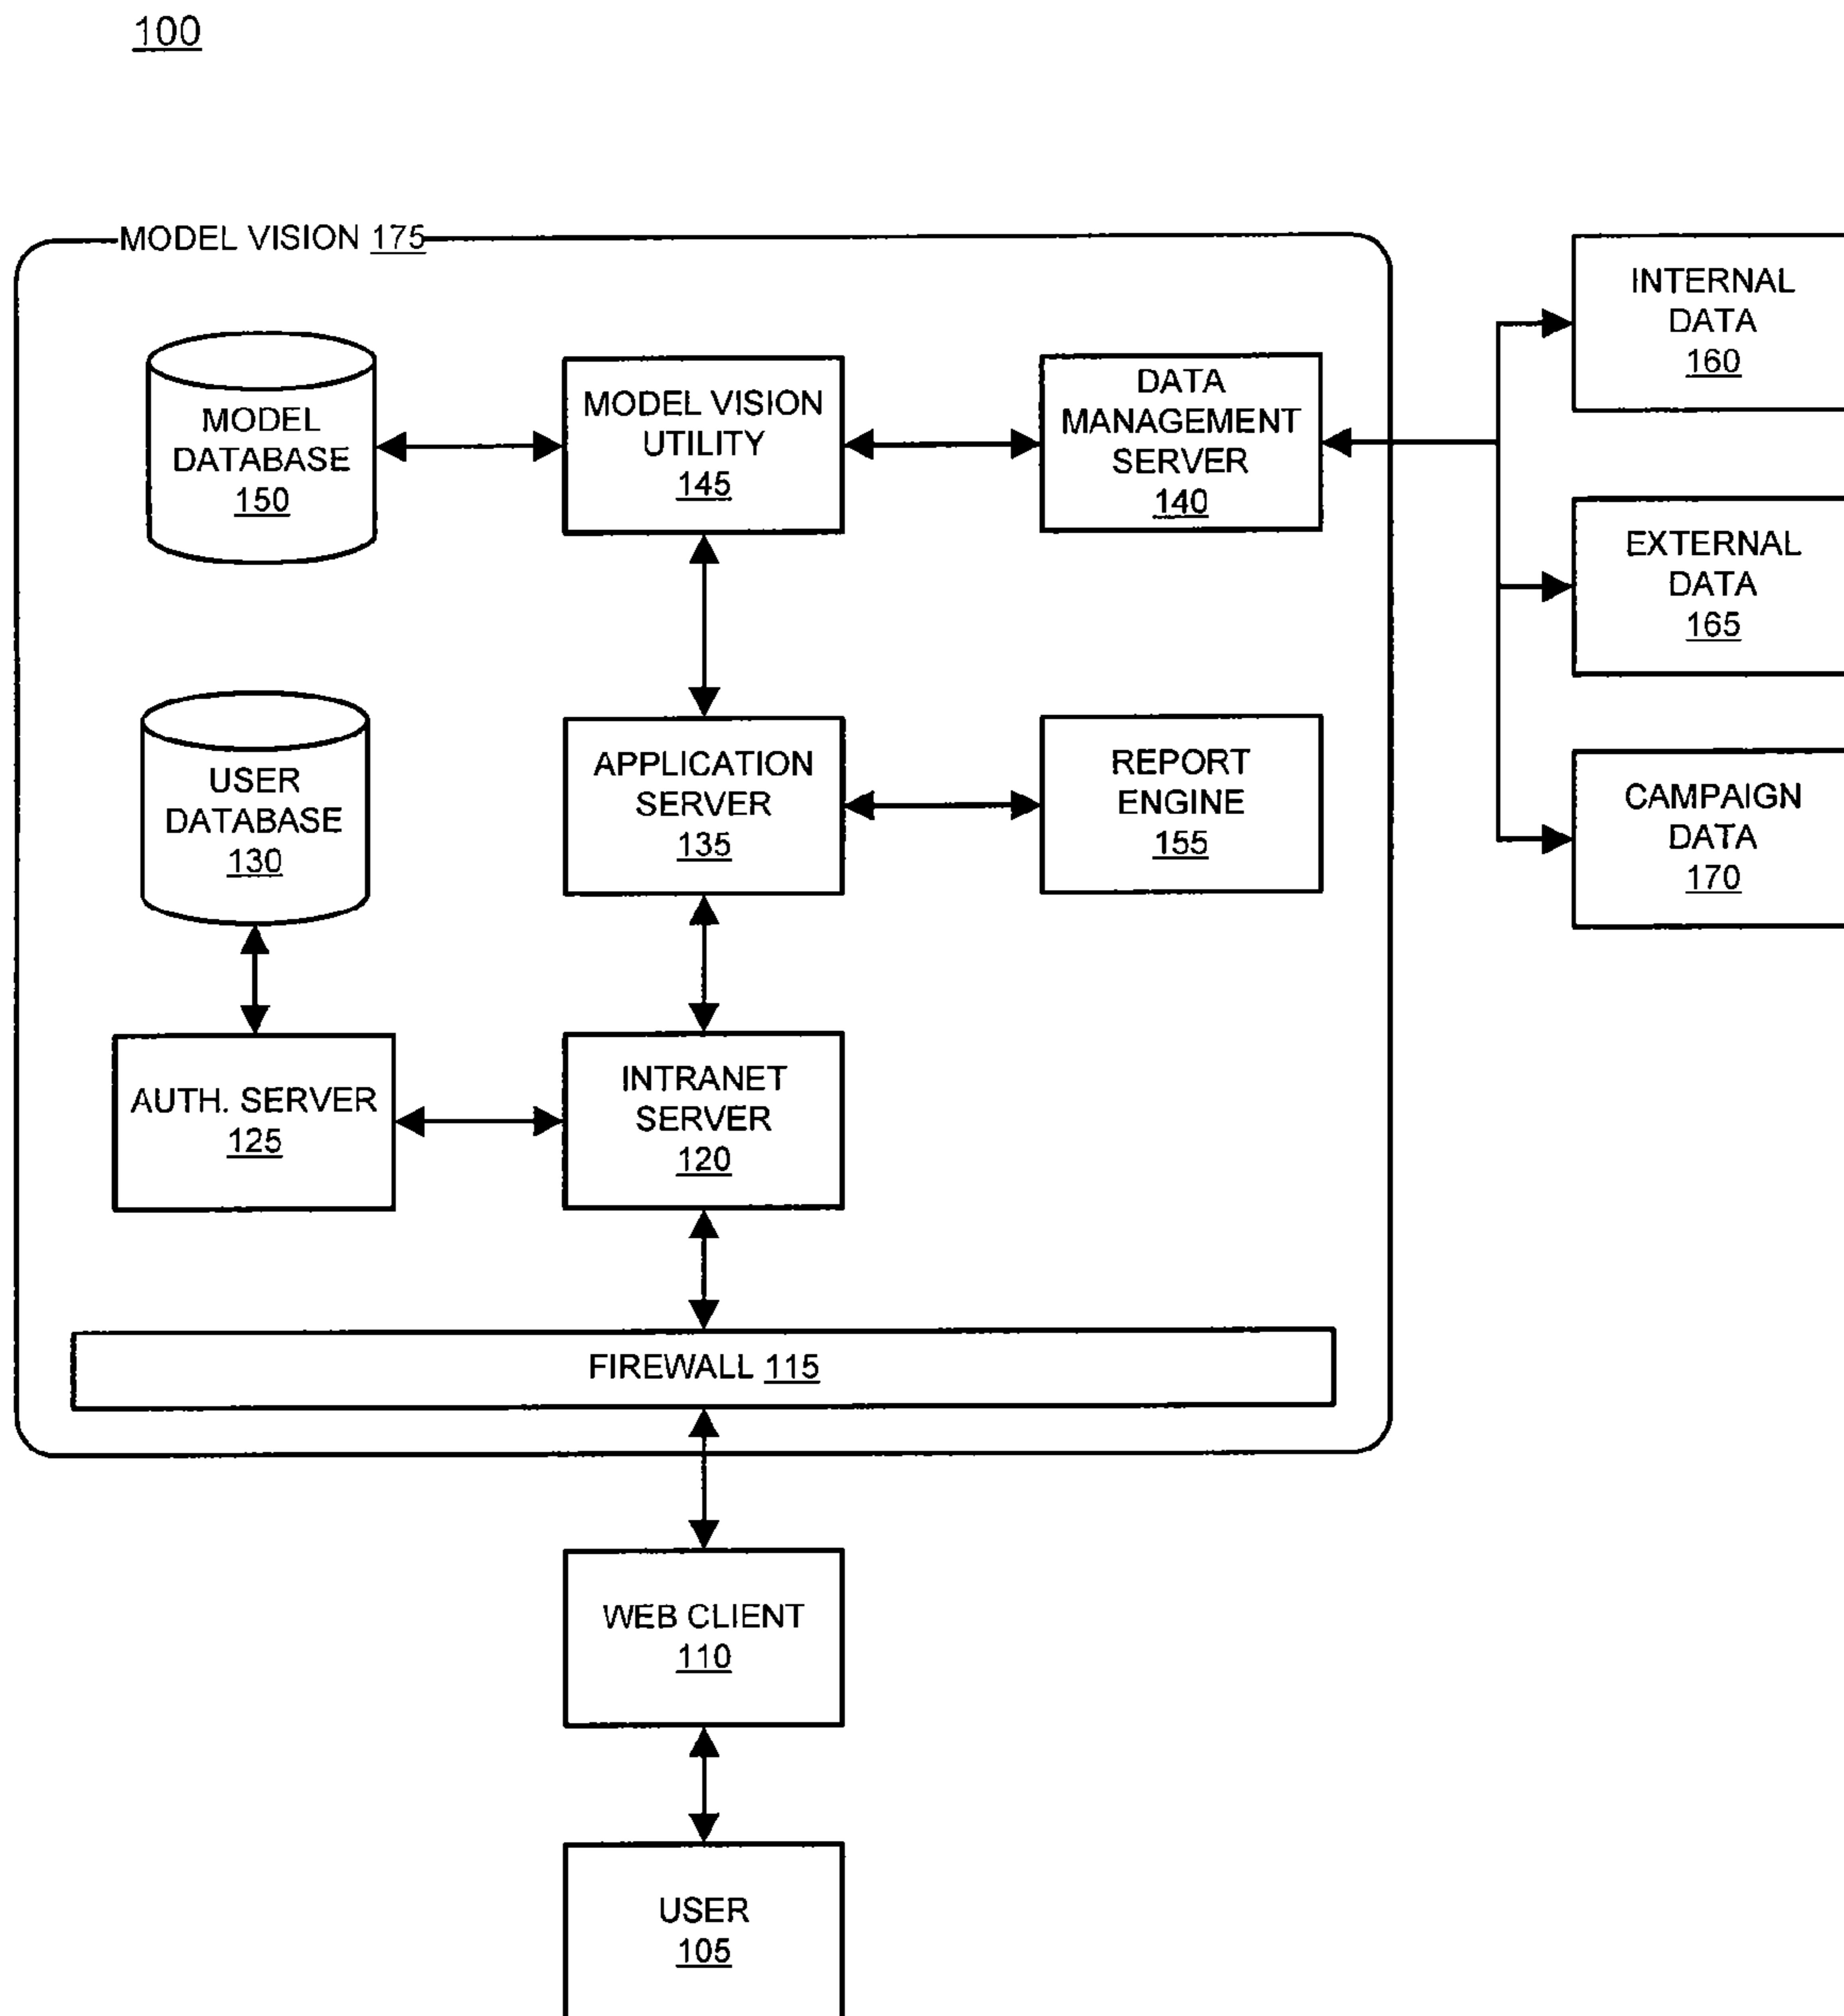 100
MODEL VISION 175
MODEL
DATABASE
150
MODEL VISION
UTILITY
145
DATA
MANAGEMENT
SERVER
140
INTERNAL
DATA
160
EXTERNAL
DATA
165
USER
DATABASE
130
APPLICATION
SERVER
135
REPORT
ENGINE
155
CAMPAIGN
DATA
170
AUTH. SERVER
125
INTRANET
SERVER
120
FIREWALL 115
WEB CLIENT
110
USER
105